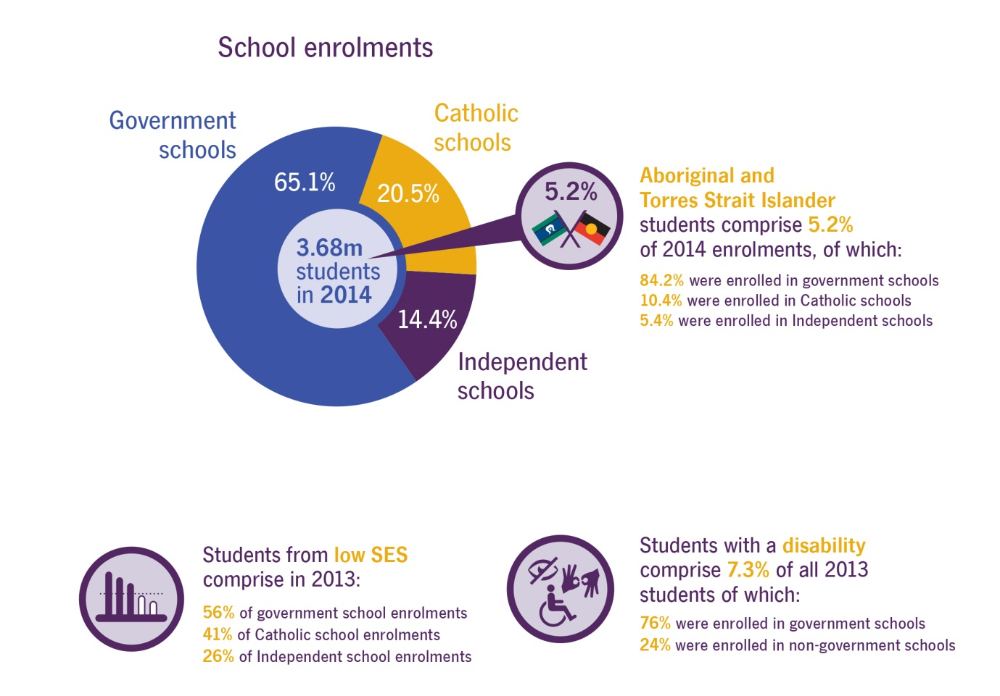 School enrolments
Government
schools
Catholic
schools
65.1%
20.5%
5.2%
3.68m
students
in 2014
14.4%
Independent
schools
Aboriginal and
Torres Strait Islander
students comprise 5.2%
of 2014 enrolments, of which:
84.2% were enrolled in government schools
10.4% were enrolled in Catholic schools
5.4% were enrolled in Independent schools
Students from low SES
comprise in 2013:
56% of government school enrolments
41% of Catholic school enrolments
26% of Independent school enrolments
Students with a disability
comprise 7.3% of all 2013
students of which:
76% were enrolled in government schools
24% were enrolled in non-government schools